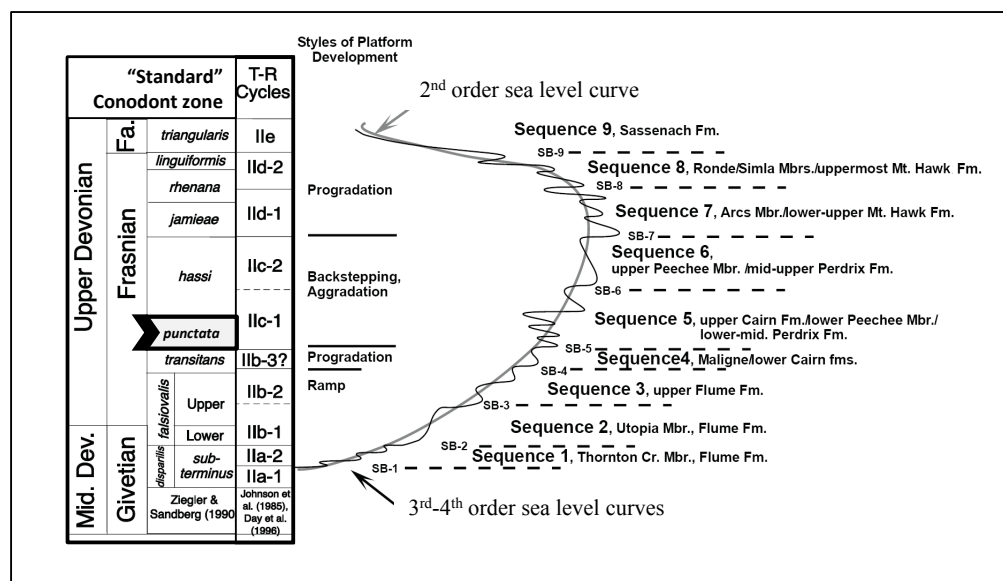 Styles of Platform
Development
"Standard"
Conodont zone
T-R
Cycles
2nd order sea level curve
Upper Devonian
Fa.
triangularis
IIe
Sequence 9, Sassenach Fm.
SB-9
Frasnian
linguiformis
IId-2
Sequence 8, Ronde/Simla Mbrs./uppermost Mt. Hawk Fm.
rhenana
Progradation
SB-8
jamieae
IId-1
Sequence 7, Arcs Mbr./lower-upper Mt. Hawk Fm.
SB-7
hassi
IIc-2
Backstepping,
Aggradation
Sequence 6,
upper Peechee Mbr. /mid-upper Perdrix Fm.
SB-6
punctata
IIc-1
Sequence 5, upper Cairn Fm./lower Peechee Mbr./
lower-mid. Perdrix Fm.
SB-5
transitans
IIb-3?
Progradation
Sequence4, Maligne/lower Cairn fms.
SB-4
Ramp
falsiovalis
Upper
IIb-2
Sequence 3, upper Flume Fm.
SB-3
Mid. Dev.
Givetian
Lower
IIb-1
Sequence 2, Utopia Mbr., Flume Fm.
SB-2
disparilis
sub-
terminus
IIa-2
Sequence 1, Thornton Cr. Mbr., Flume Fm.
SB-1
IIa-1
Ziegler &
Sandberg (1990
Johnson et
al. (1985),
Day et al.
(1996)
3rd-4th order sea level curves